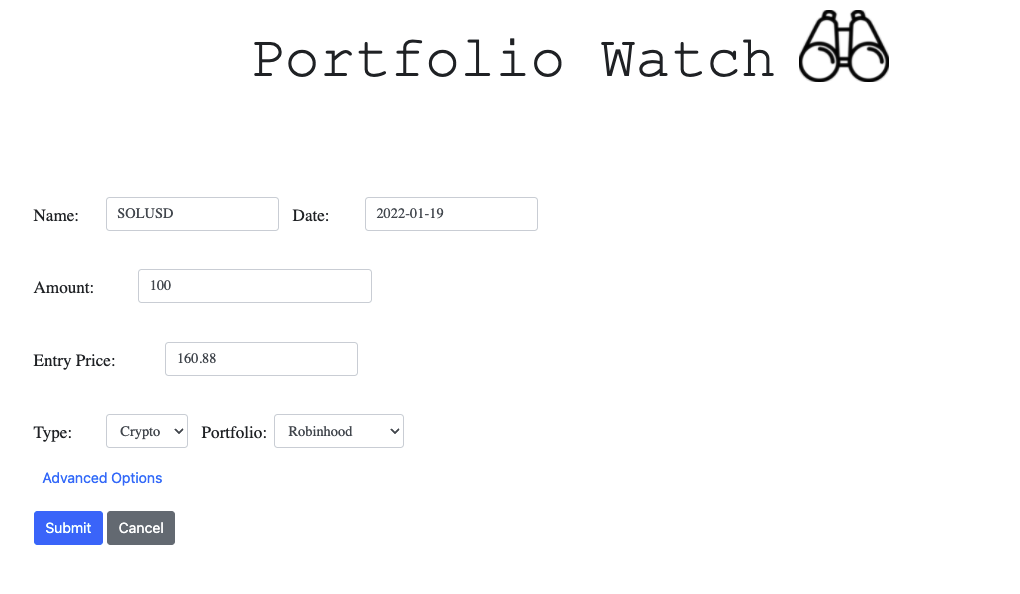 Portfolio Watch
Name: SOLUSD Date: 2022-01-19
Amount: 100
Entry Price: 160.88
Type: Crypto Portfolio: Robinhood
Advanced Options
Submit Cancel